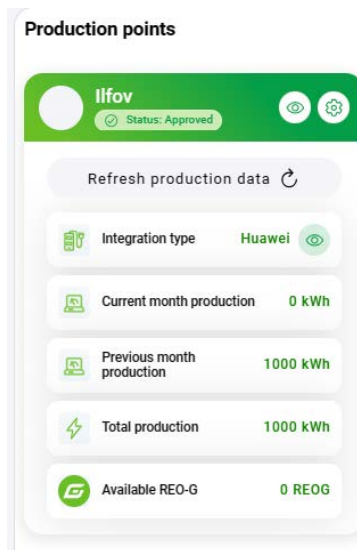 Production points
Ilfov
Status: Approved
Refresh production data
Integration type Huawei
Current month production 0 kWh
Previous month
production 1000 kWh
Total production 1000 kWh
Available REO-G 0 REOG